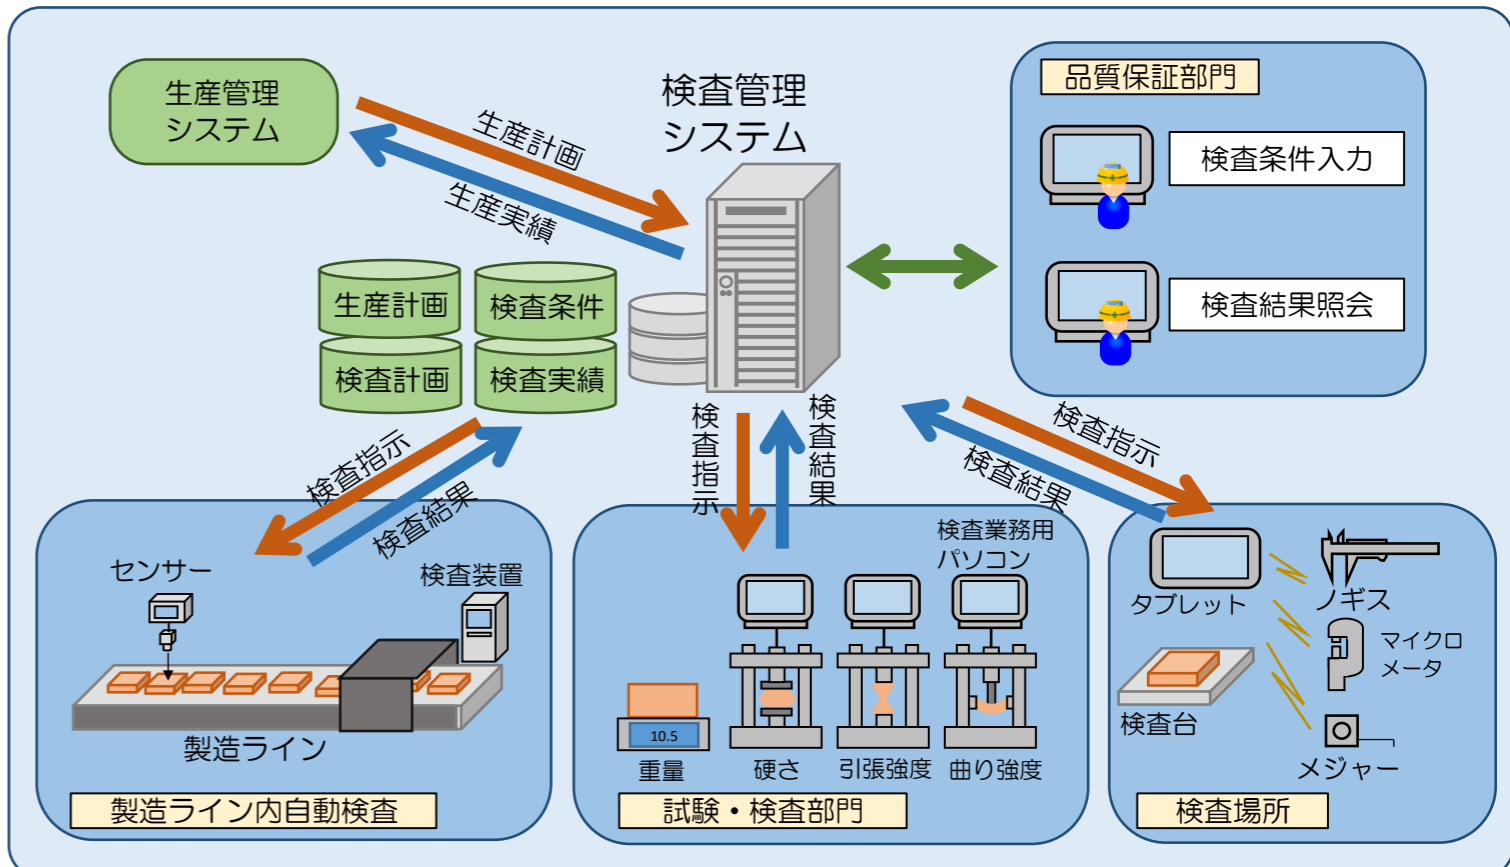 生産管理
システム
生産計画
生産実績
検査管理
システム
品質保証部門
検査条件入力
検査結果照会
生産計画
検査条件
検査計画
検査実績
検査指示
検査結果
検査指示
検査結果
検査指示
検査結果
センサー
検査装置
製造ライン
製造ライン内自動検査
検査業務用
パソコン
10.5
重量
硬さ
引張強度
曲り強度
試験・検査部門
タブレット
ノギス
マイクロ
メータ
検査台
メジャー
検査場所